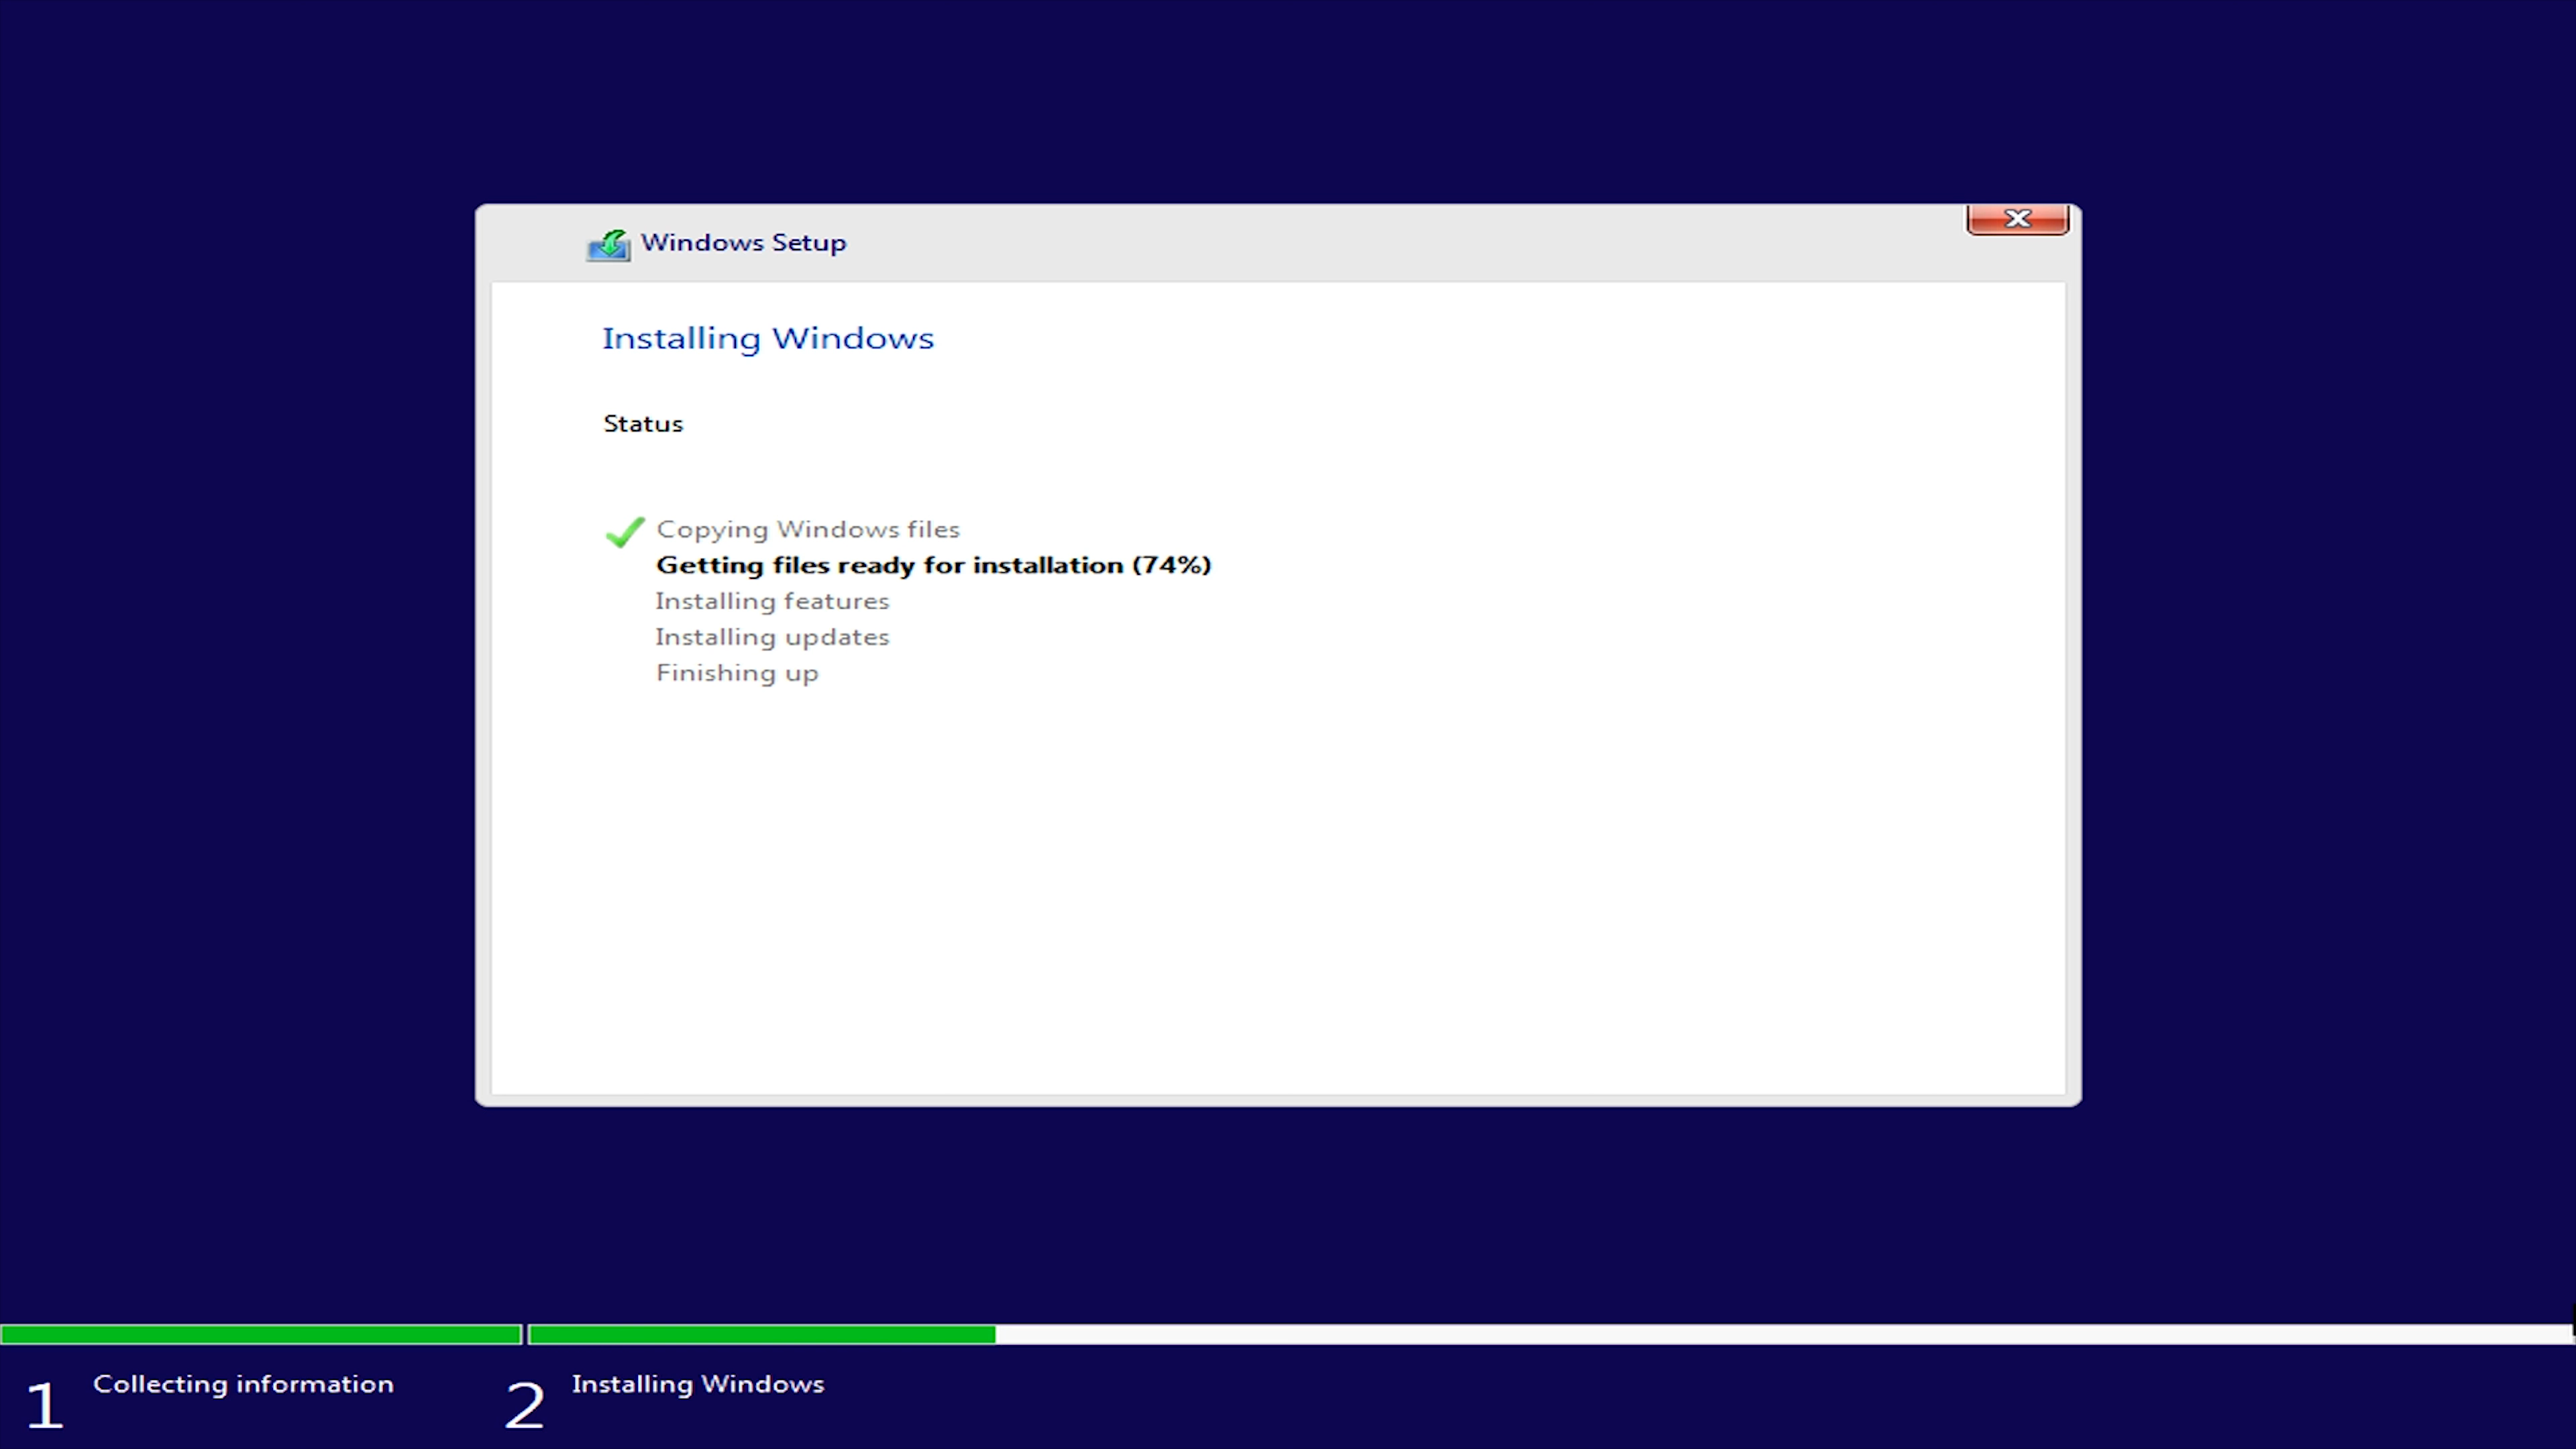 Windows Setup
Installing Windows
Status
Copying Windows files
Getting files ready for installation (74%)
Installing features
Installing updates
Finishing up
1 Collecting information
2 Installing Windows